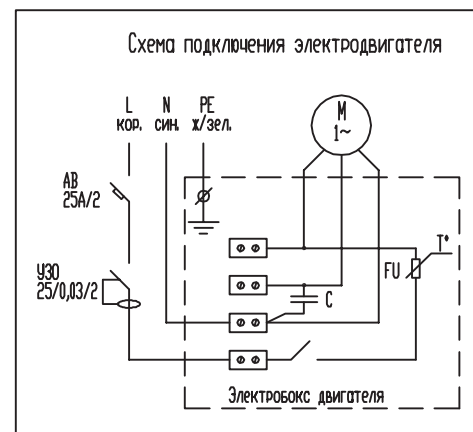 Схема подключения электродвигателя
L N PE
кор. син. ж/зел.
М
1~
АВ
25А/2
УЗО
25/0,03/2
T°
FU
C
Электробокс двигателя